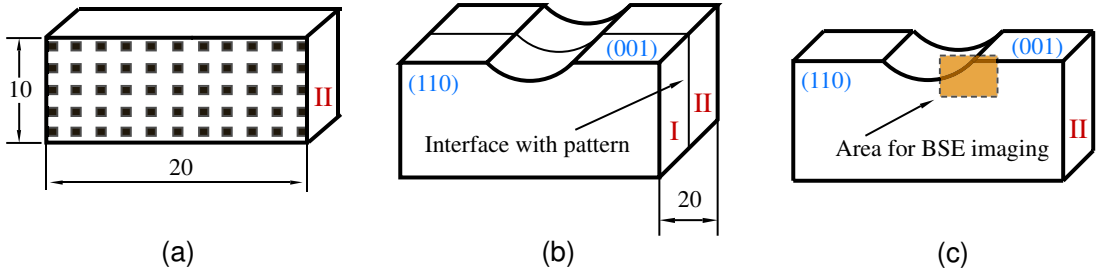 10
II
20
(a)
(110)
(001)
II
I
Interface with pattern
20
(b)
(110)
(001)
II
Area for BSE imaging
(c)